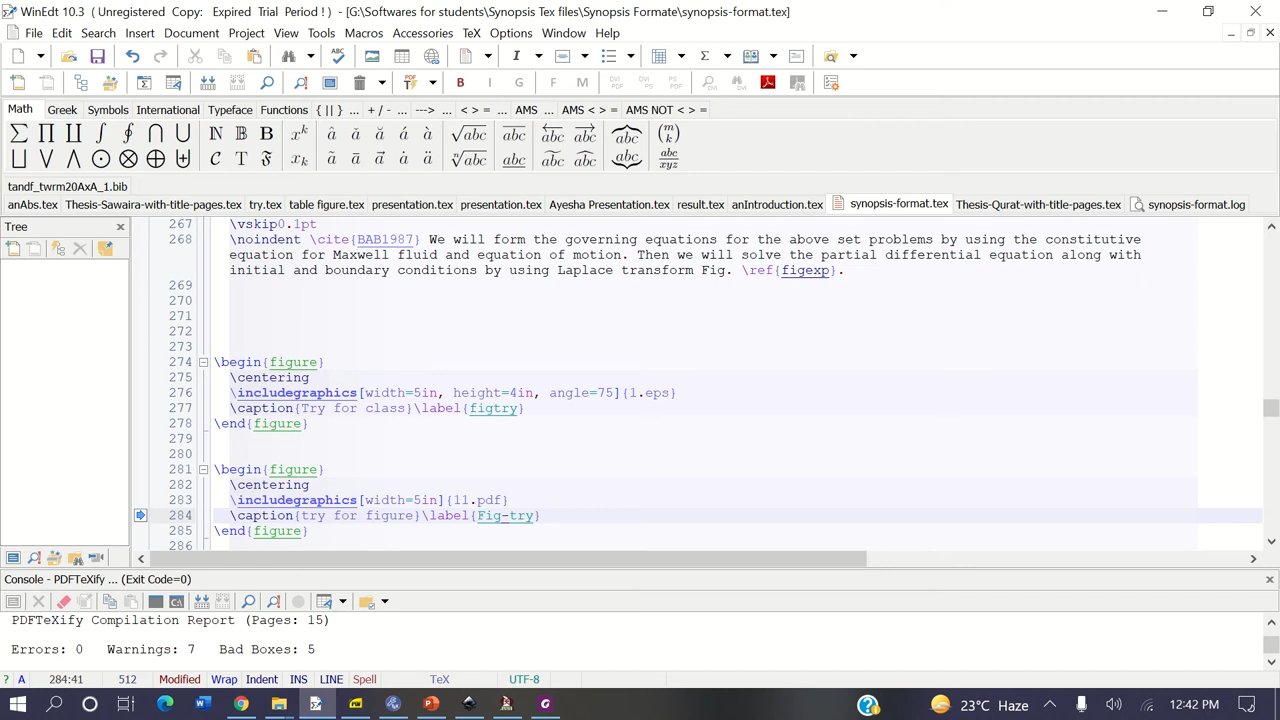 WinEdt 10.3 (Unregistered Copy: Expired Trial Period ! ) - [G:\Softwares for students\Synopsis Tex files\Synopsis Formate\synopsis-format.tex]
File Edit Search Insert Document Project View Tools Macros Accessories TeX Options Window Help
Math Greek Symbols International Typeface Functions { || } ... + / - ... ---> ... < > = ... AMS ... AMS < > = AMS NOT < > =
tandf_twrm20AxA_1.bib
anAbs.tex Thesis-Sawaira-with-title-pages.tex try.tex table figure.tex presentation.tex presentation.tex Ayesha Presentation.tex result.tex anIntroduction.tex synopsis-format.tex Thesis-Qurat-with-title-pages.tex synopsis-format.log
Tree
267 \vskip0.1pt
268 \noindent \cite{BAB1987} We will form the governing equations for the above set problems by using the constitutive
equation for Maxwell fluid and equation of motion. Then we will solve the partial differential equation along with
initial and boundary conditions by using Laplace transform Fig. \ref{figexp}.
269
270
271
272
273
274 \begin{figure}
275 \centering
276 \includegraphics[width=5in, height=4in, angle=75]{1.eps}
277 \caption{Try for class}\label{figtry}
278 \end{figure}
279
280
281 \begin{figure}
282 \centering
283 \includegraphics[width=5in]{11.pdf}
284 \caption{try for figure}\label{Fig-try}
285 \end{figure}
286
Console - PDFTeXify ... (Exit Code=0)
PDFTeXify Compilation Report (Pages: 15)
Errors: 0 Warnings: 7 Bad Boxes: 5
? A 284:41 512 Modified Wrap Indent INS LINE Spell TeX UTF-8
23°C Haze 12:42 PM